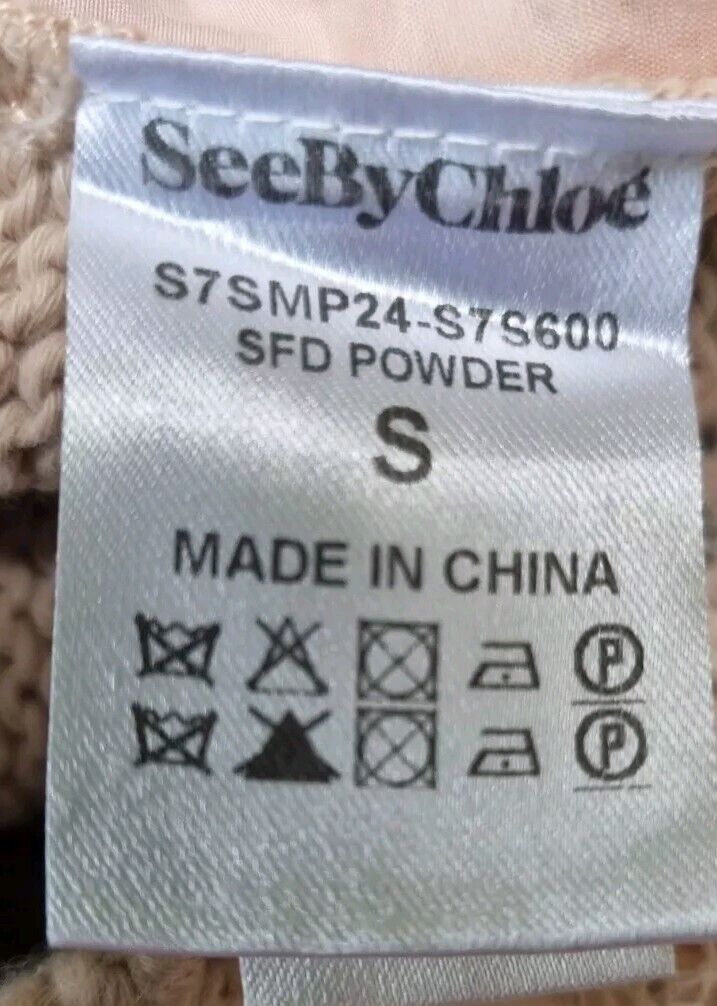 SeeByChloé
S7SMP24-S7S600
SFD POWDER
S
MADE IN CHINA
P
P